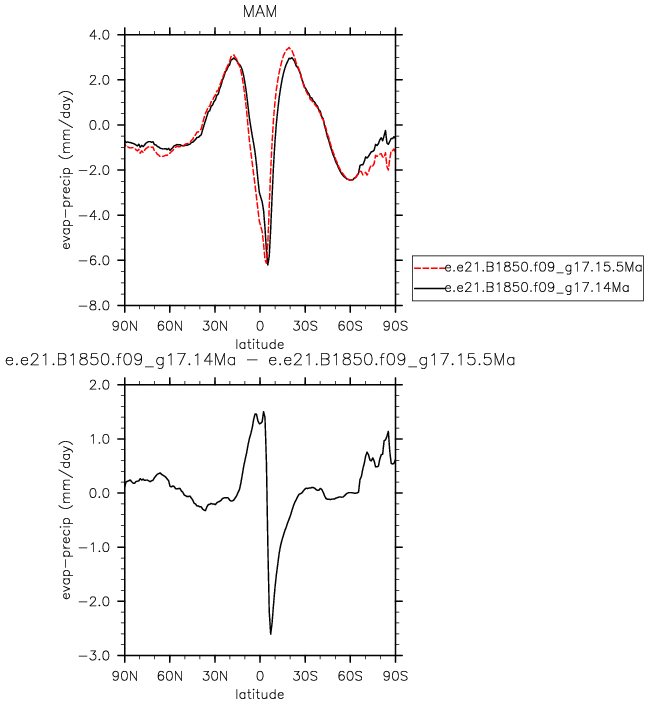 MAM
4.0
2.0
0.0
−2.0
−4.0
−6.0
−8.0
evap−precip (mm/day)
90N 60N 30N 0 30S 60S 90S
latitude
e.e21.B1850.f09_g17.15.5Ma
e.e21.B1850.f09_g17.14Ma
e.e21.B1850.f09_g17.14Ma − e.e21.B1850.f09_g17.15.5Ma
2.0
1.0
0.0
−1.0
−2.0
−3.0
evap−precip (mm/day)
90N 60N 30N 0 30S 60S 90S
latitude